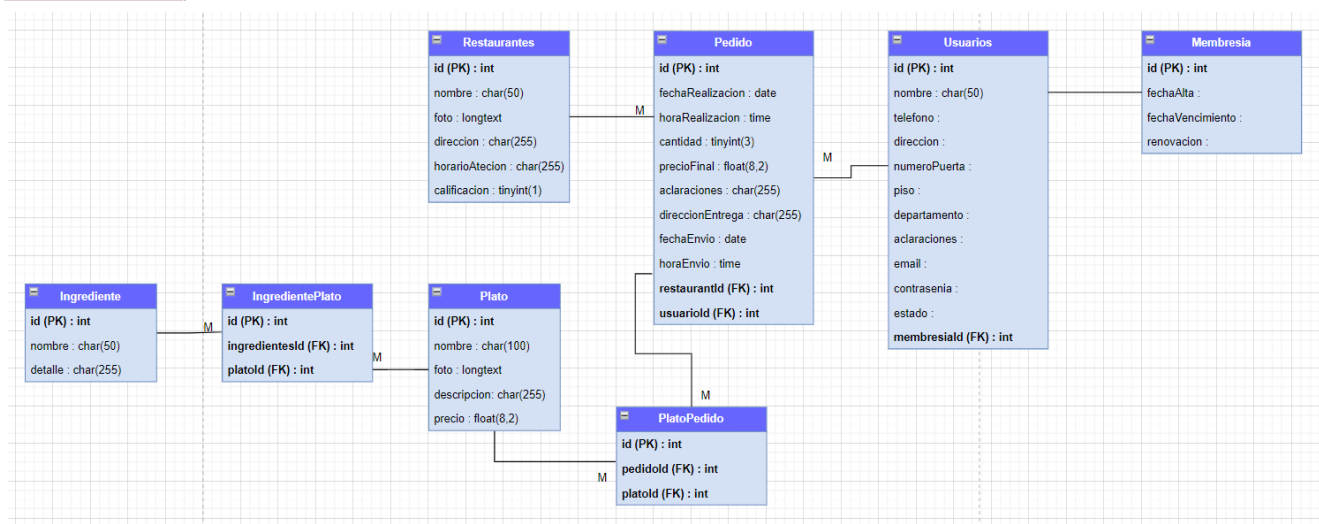 Restaurantes
id (PK) : int
nombre : char(50)
foto : longtext
direccion : char(255)
horarioAtecion : char(255)
calificacion : tinyint(1)
M
Pedido
id (PK) : int
fechaRealizacion : date
horaRealizacion : time
cantidad : tinyint(3)
precioFinal : float(8,2)
aclaraciones : char(255)
direccionEntrega : char(255)
fechaEnvio : date
horaEnvio : time
restaurantId (FK) : int
usuarioId (FK) : int
M
Usuarios
id (PK) : int
nombre : char(50)
telefono :
direccion :
numeroPuerta :
piso :
departamento :
aclaraciones :
email :
contrasenia :
estado :
membresiaId (FK) : int
Membresia
id (PK) : int
fechaAlta :
fechaVencimiento :
renovacion :
Ingrediente
id (PK) : int
nombre : char(50)
detalle : char(255)
M
IngredientePlato
id (PK) : int
ingredientesId (FK) : int
platoId (FK) : int
M
Plato
id (PK) : int
nombre : char(100)
foto : longtext
descripcion: char(255)
precio : float(8,2)
M
M
PlatoPedido
id (PK) : int
pedidoId (FK) : int
platoId (FK) : int